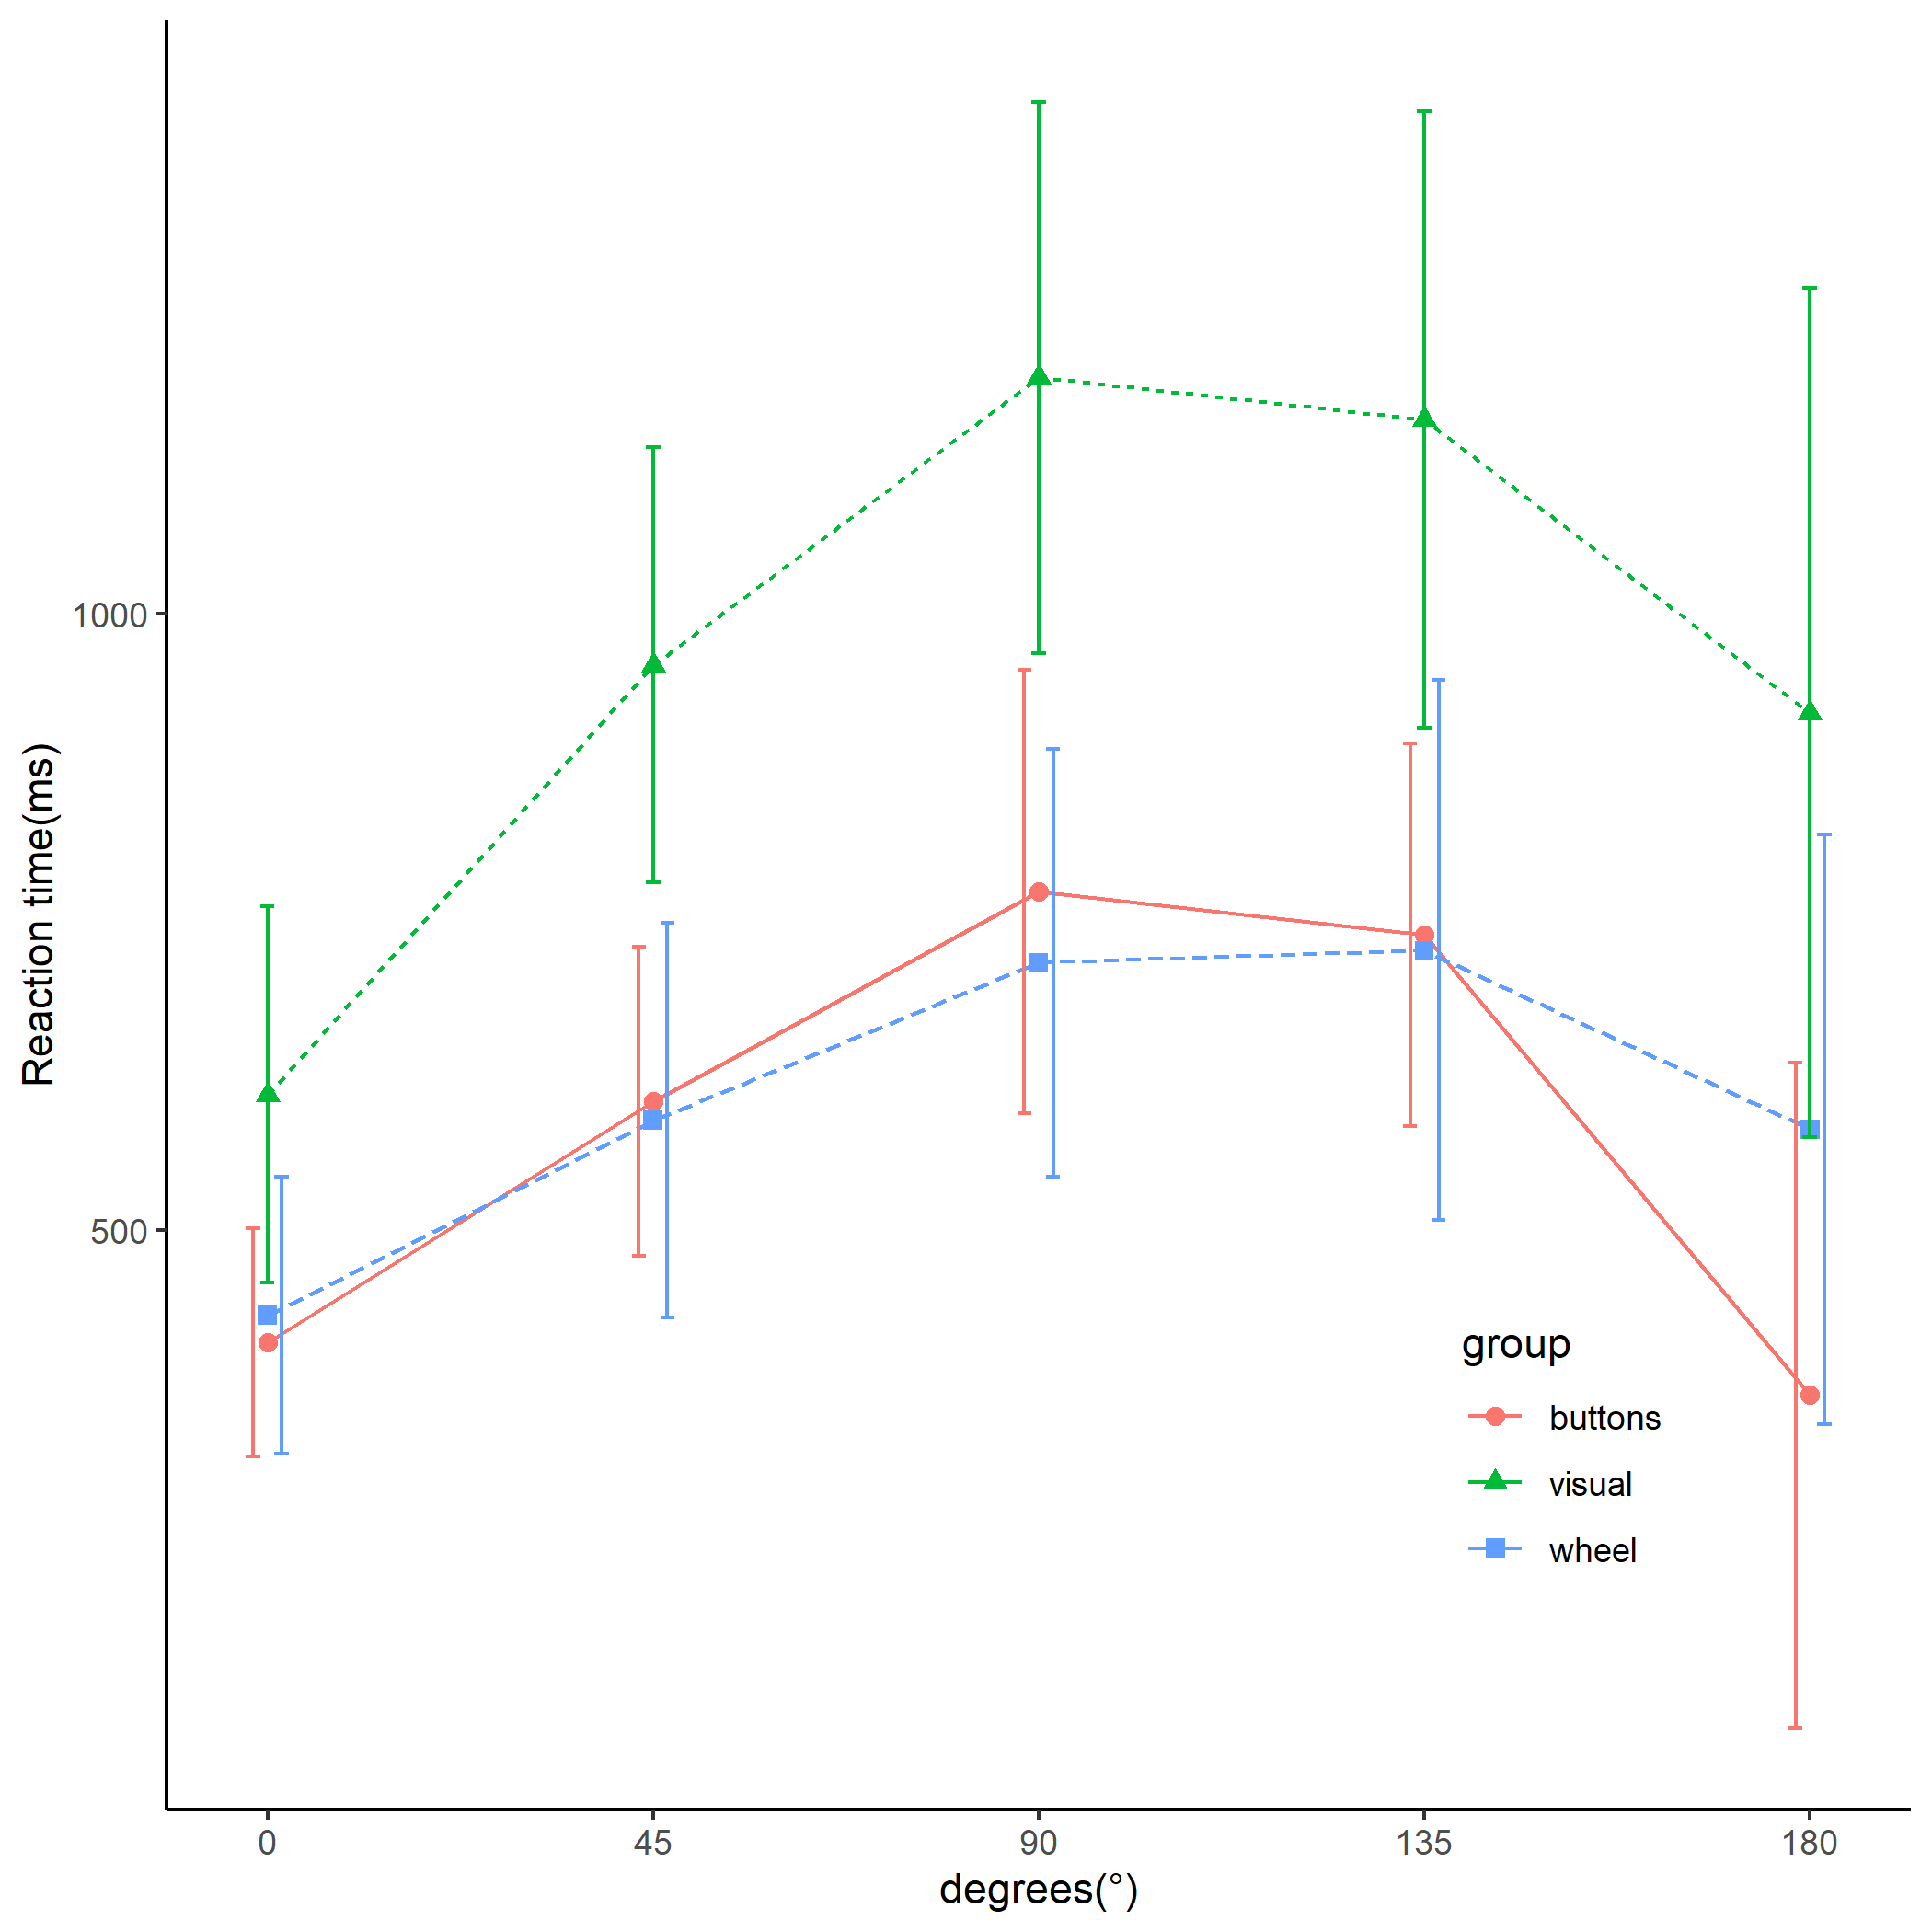 Reaction time(ms)
1000
500
group
buttons
visual
wheel
0 45 90 135 180
degrees(°)